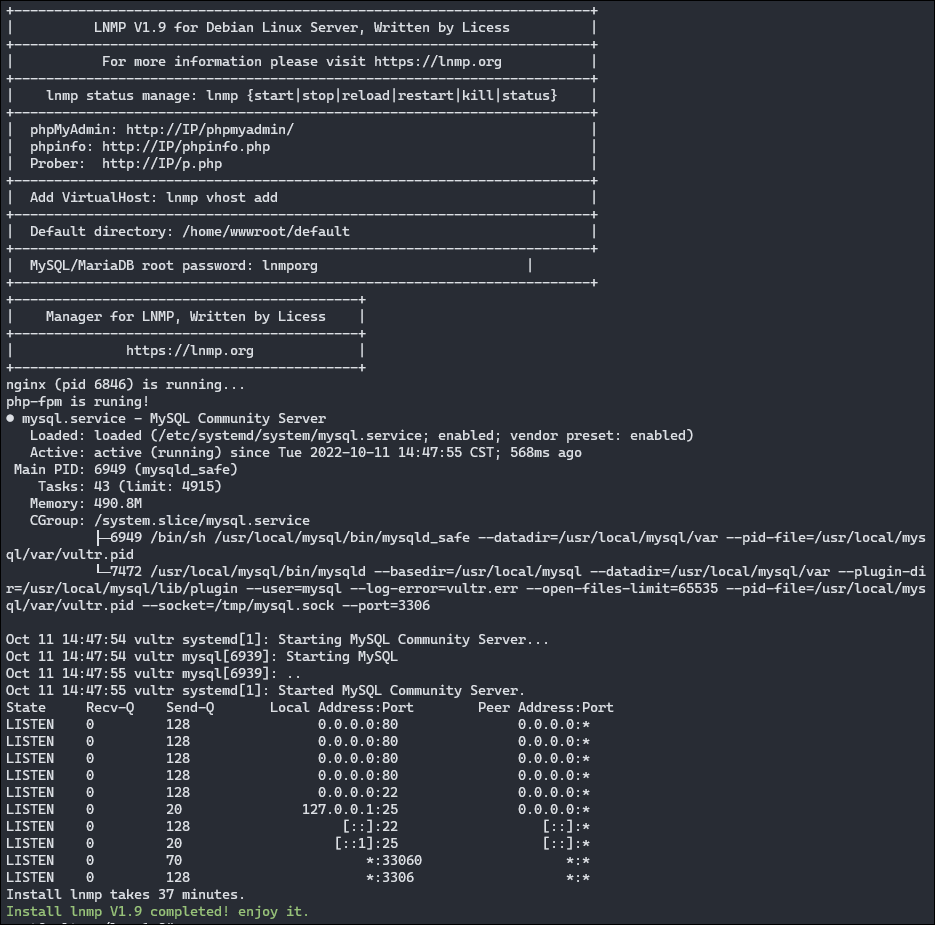 +------------------------------------------------------------------------+
|          LNMP V1.9 for Debian Linux Server, Written by Licess          |
+------------------------------------------------------------------------+
|           For more information please visit https://lnmp.org           |
+------------------------------------------------------------------------+
|    lnmp status manage: lnmp {start|stop|reload|restart|kill|status}    |
+------------------------------------------------------------------------+
|  phpMyAdmin: http://IP/phpmyadmin/                                     |
|  phpinfo: http://IP/phpinfo.php                                        |
|  Prober:  http://IP/p.php                                              |
+------------------------------------------------------------------------+
|  Add VirtualHost: lnmp vhost add                                       |
+------------------------------------------------------------------------+
|  Default directory: /home/wwwroot/default                              |
+------------------------------------------------------------------------+
|  MySQL/MariaDB root password: lnmporg                          |
+------------------------------------------------------------------------+
+-------------------------------------------+
|    Manager for LNMP, Written by Licess    |
+-------------------------------------------+
|              https://lnmp.org             |
+-------------------------------------------+
nginx (pid 6846) is running...
php-fpm is runing!
● mysql.service - MySQL Community Server
   Loaded: loaded (/etc/systemd/system/mysql.service; enabled; vendor preset: enabled)
   Active: active (running) since Tue 2022-10-11 14:47:55 CST; 568ms ago
 Main PID: 6949 (mysqld_safe)
    Tasks: 43 (limit: 4915)
   Memory: 490.8M
   CGroup: /system.slice/mysql.service
           ├─6949 /bin/sh /usr/local/mysql/bin/mysqld_safe --datadir=/usr/local/mysql/var --pid-file=/usr/local/mys
ql/var/vultr.pid
           └─7472 /usr/local/mysql/bin/mysqld --basedir=/usr/local/mysql --datadir=/usr/local/mysql/var --plugin-di
r=/usr/local/mysql/lib/plugin --user=mysql --log-error=vultr.err --open-files-limit=65535 --pid-file=/usr/local/mys
ql/var/vultr.pid --socket=/tmp/mysql.sock --port=3306

Oct 11 14:47:54 vultr systemd[1]: Starting MySQL Community Server...
Oct 11 14:47:54 vultr mysql[6939]: Starting MySQL
Oct 11 14:47:55 vultr mysql[6939]: ..
Oct 11 14:47:55 vultr systemd[1]: Started MySQL Community Server.
State     Recv-Q    Send-Q       Local Address:Port        Peer Address:Port
LISTEN    0         128                0.0.0.0:80               0.0.0.0:*
LISTEN    0         128                0.0.0.0:80               0.0.0.0:*
LISTEN    0         128                0.0.0.0:80               0.0.0.0:*
LISTEN    0         128                0.0.0.0:80               0.0.0.0:*
LISTEN    0         128                0.0.0.0:22               0.0.0.0:*
LISTEN    0         20               127.0.0.1:25               0.0.0.0:*
LISTEN    0         128                   [::]:22                  [::]:*
LISTEN    0         20                   [::1]:25                  [::]:*
LISTEN    0         70                       *:33060                  *:*
LISTEN    0         128                      *:3306                   *:*
Install lnmp takes 37 minutes.
Install lnmp V1.9 completed! enjoy it.